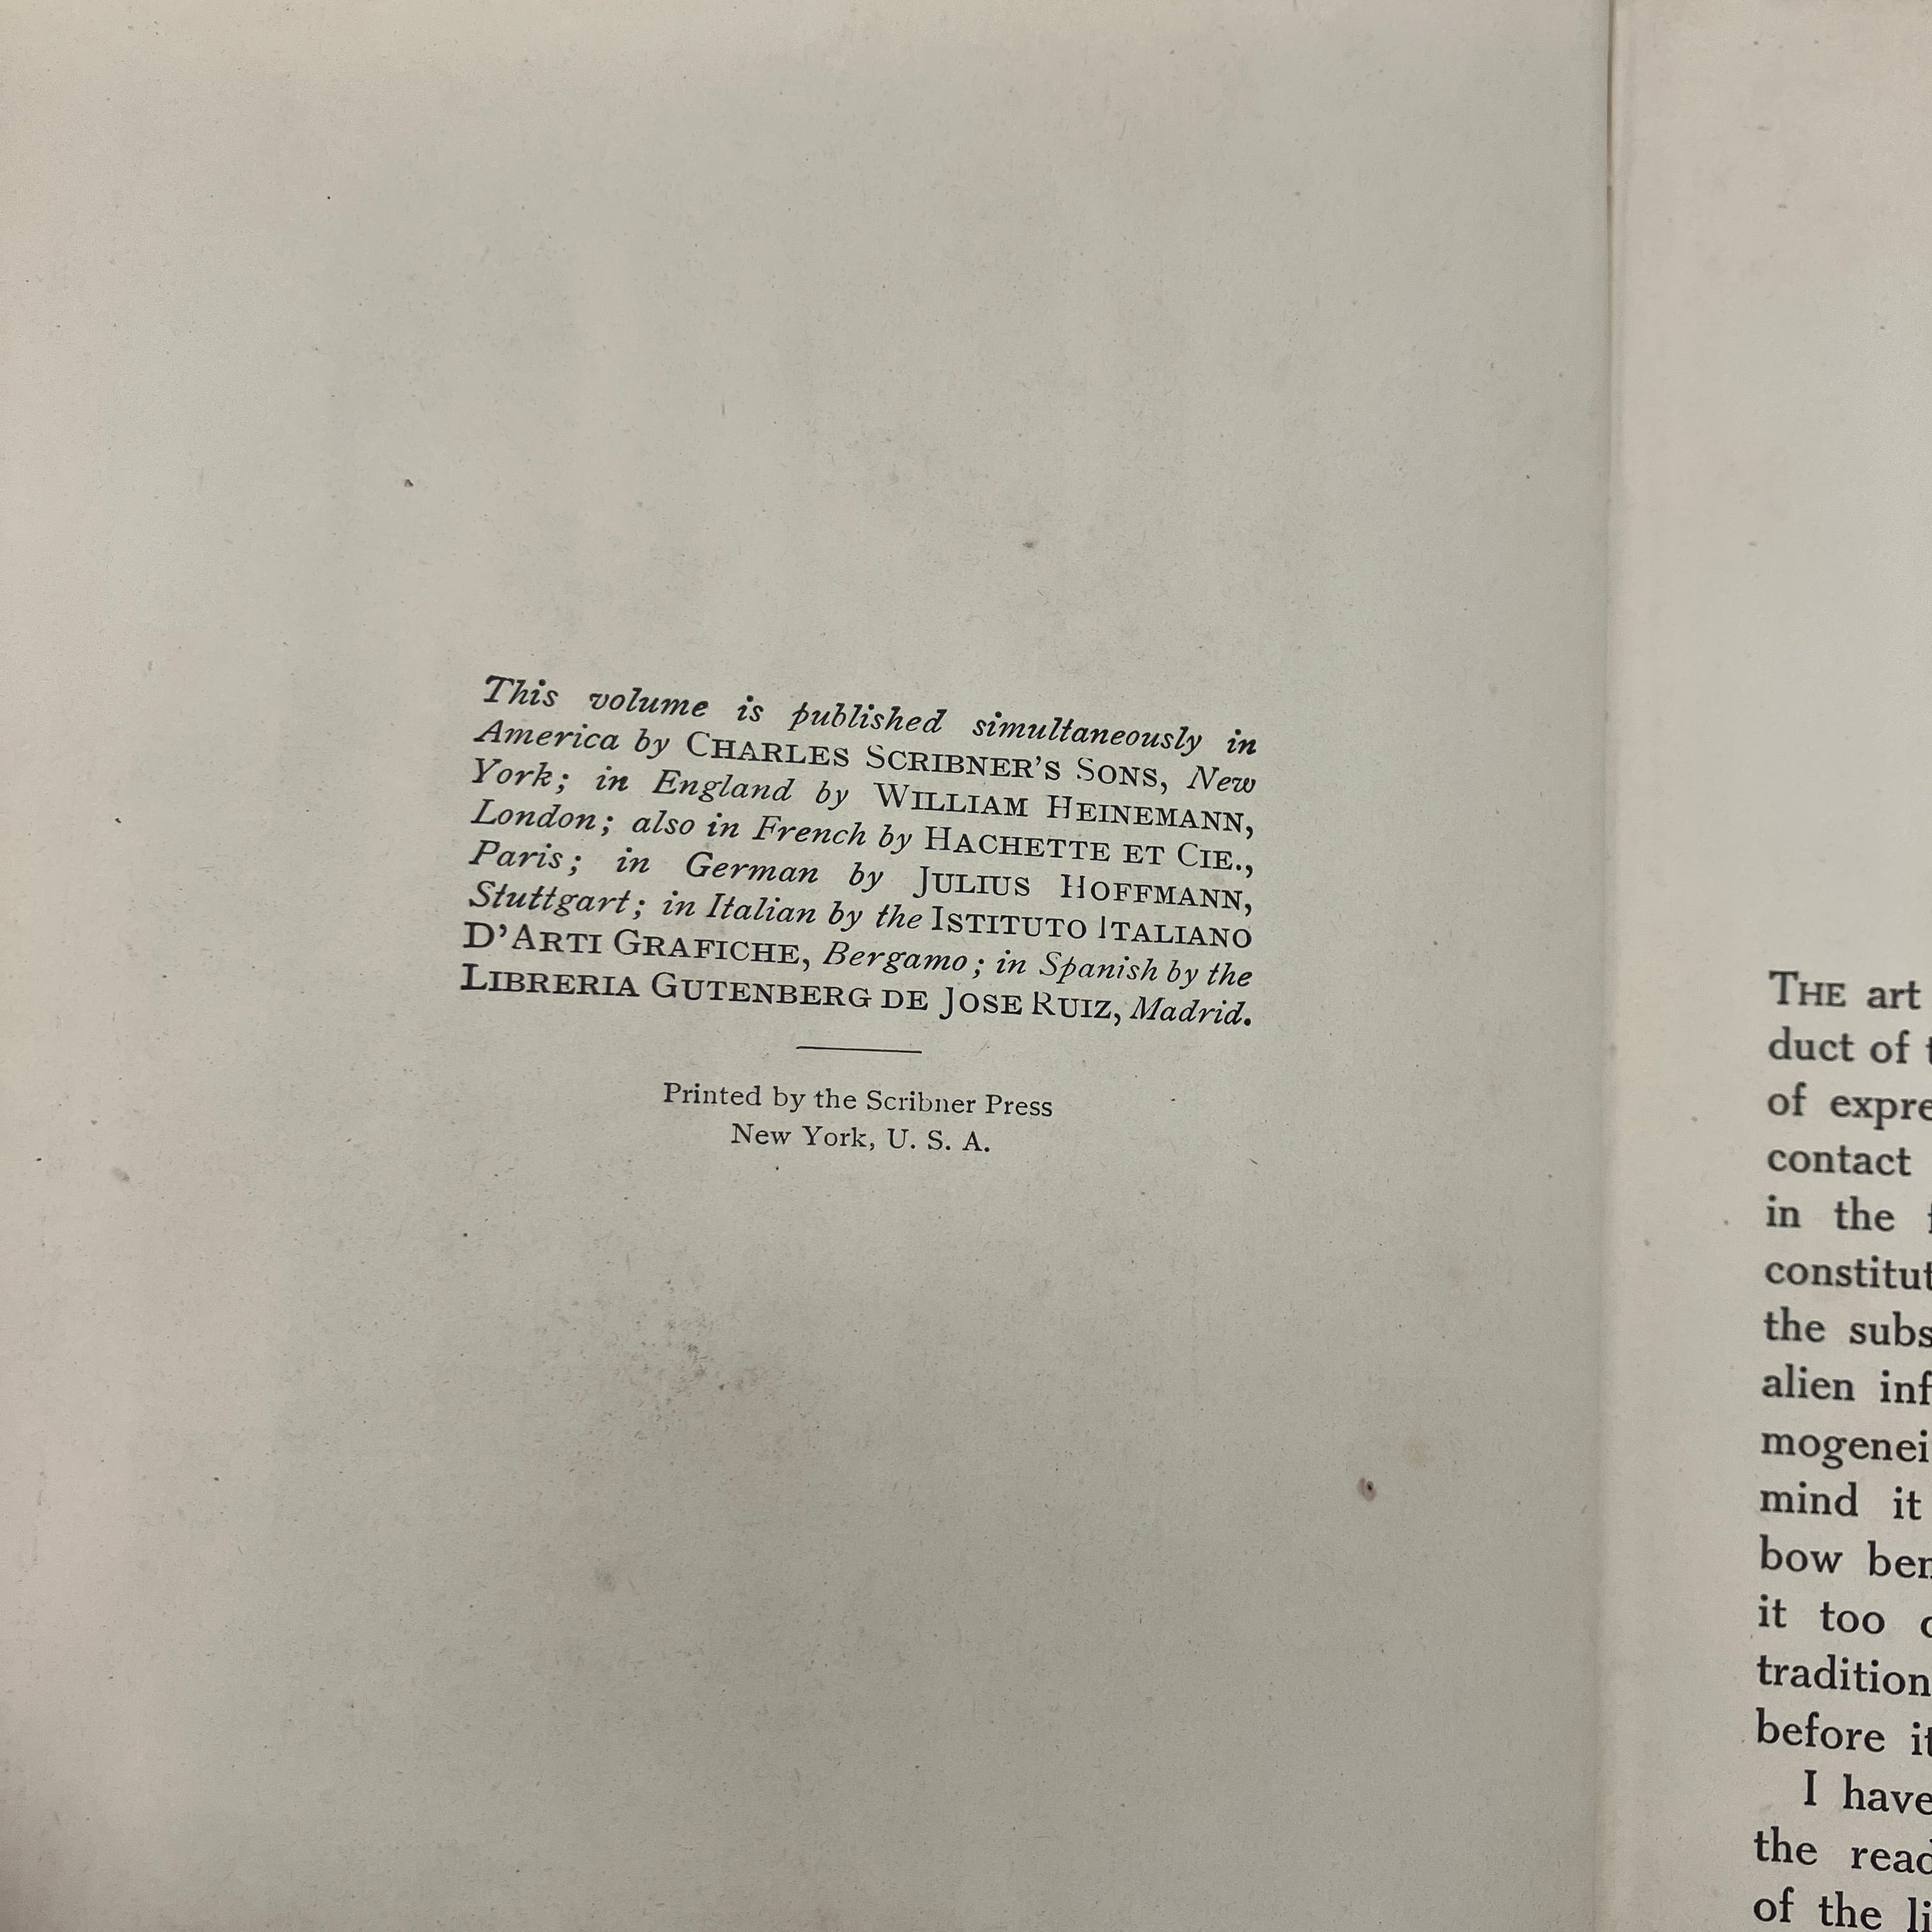 This volume is published simultaneously in
America by CHARLES SCRIBNER'S SONS, New
York; in England by WILLIAM HEINEMANN,
London; also in French by HACHETTE ET CIE.,
Paris; in German by JULIUS HOFFMANN,
Stuttgart; in Italian by the ISTITUTO ITALIANO
D'ARTI GRAFICHE, Bergamo; in Spanish by the
LIBRERIA GUTENBERG DE JOSE RUIZ, Madrid.
Printed by the Scribner Press
New York, U. S. A.
THE art
duct of
of expre
contact
in the
constitut
the subs
alien inf
mogenei
mind it
bow ben
it too
tradition
before it
I have
the read
of the li